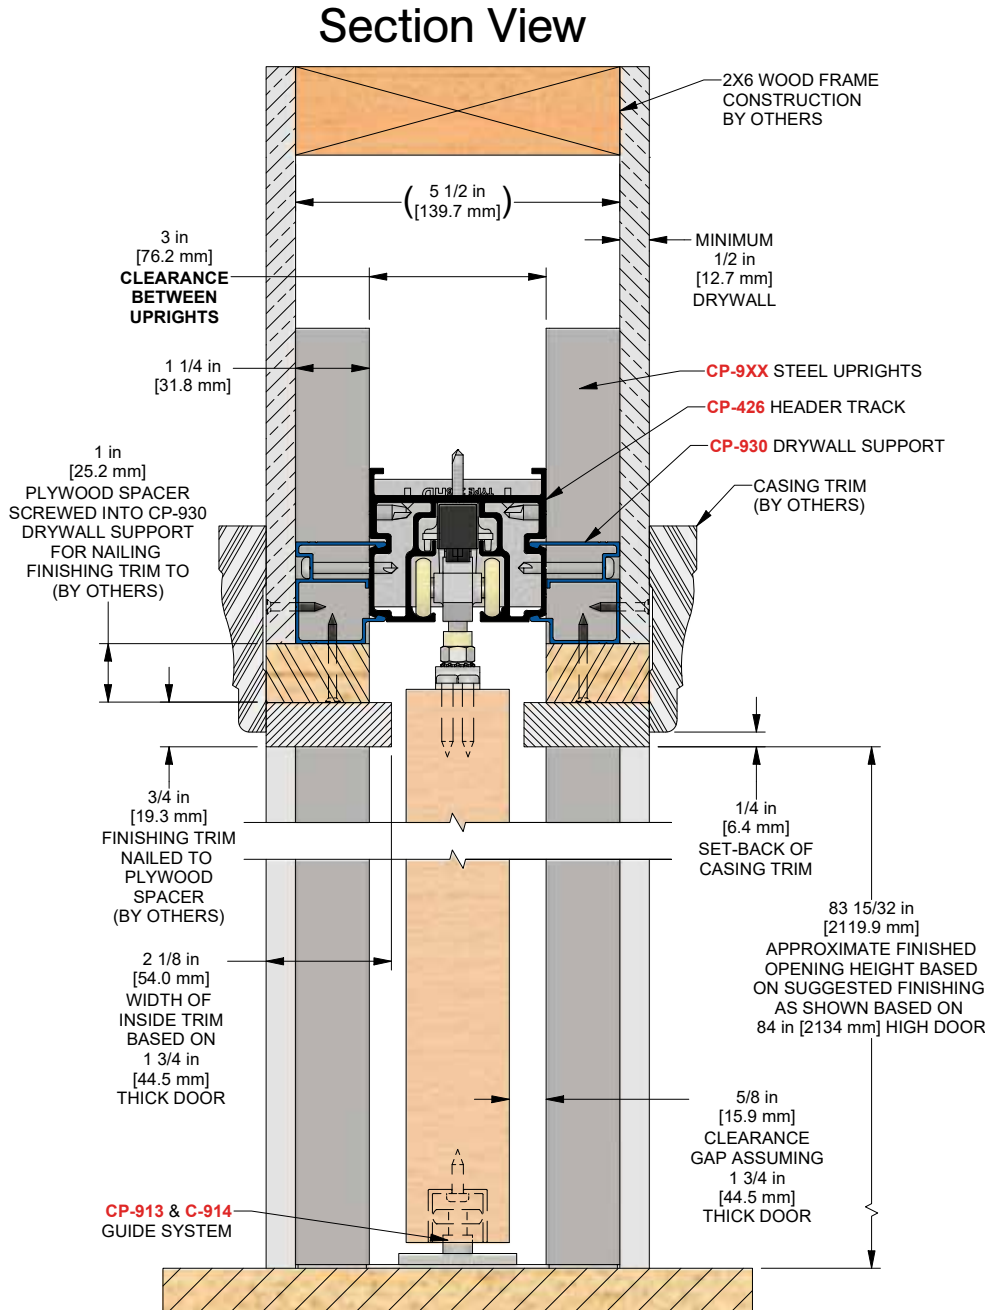 Section View
2X6 WOOD FRAME
CONSTRUCTION
BY OTHERS
5 1/2 in
[139.7 mm]
3 in
[76.2 mm]
CLEARANCE
BETWEEN
UPRIGHTS
MINIMUM
1/2 in
[12.7 mm]
DRYWALL
1 1/4 in
[31.8 mm]
CP-9XX STEEL UPRIGHTS
CP-426 HEADER TRACK
CP-930 DRYWALL SUPPORT
CASING TRIM
(BY OTHERS)
1 in
[25.2 mm]
PLYWOOD SPACER
SCREWED INTO CP-930
DRYWALL SUPPORT
FOR NAILING
FINISHING TRIM TO
(BY OTHERS)
3/4 in
[19.3 mm]
FINISHING TRIM
NAILED TO
PLYWOOD
SPACER
(BY OTHERS)
1/4 in
[6.4 mm]
SET-BACK OF
CASING TRIM
83 15/32 in
[2119.9 mm]
APPROXIMATE FINISHED
OPENING HEIGHT BASED
ON SUGGESTED FINISHING
AS SHOWN BASED ON
84 in [2134 mm] HIGH DOOR
2 1/8 in
[54.0 mm]
WIDTH OF
INSIDE TRIM
BASED ON
1 3/4 in
[44.5 mm]
THICK DOOR
5/8 in
[15.9 mm]
CLEARANCE
GAP ASSUMING
1 3/4 in
[44.5 mm]
THICK DOOR
CP-913 & C-914
GUIDE SYSTEM